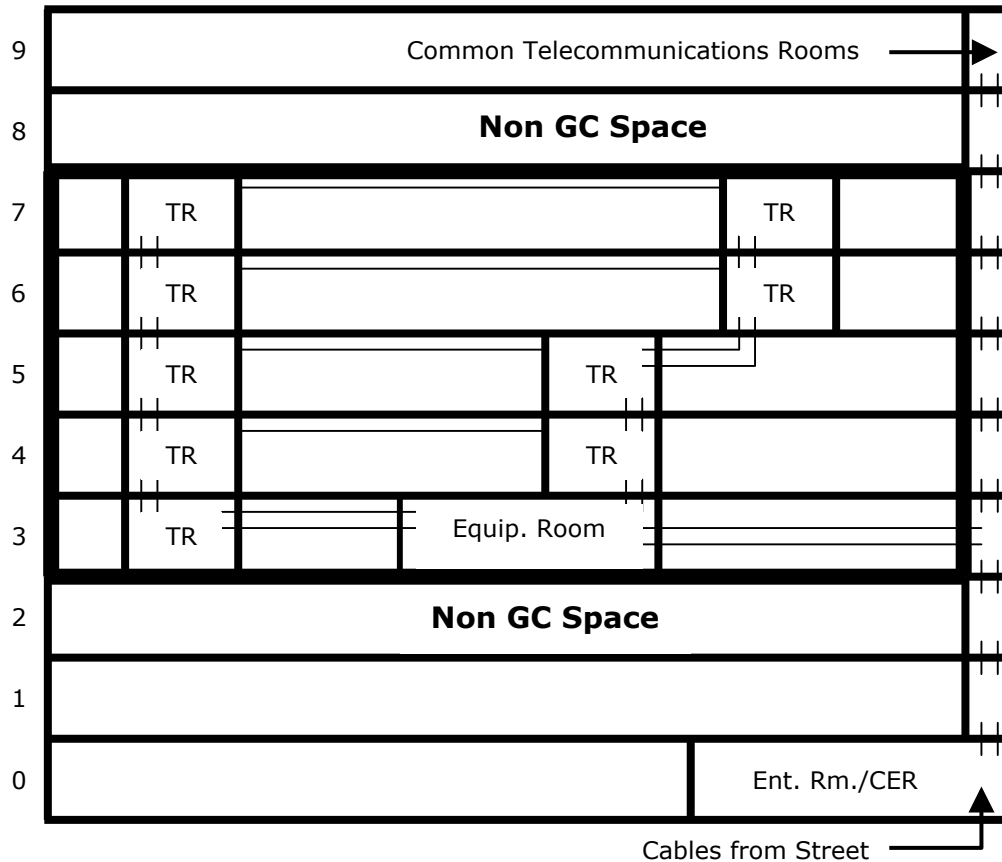 9
Common Telecommunications Rooms
8
Non GC Space
7
TR
TR
6
TR
TR
5
TR
TR
4
TR
TR
3
TR
Equip. Room
2
Non GC Space
1
0
Ent. Rm./CER
Cables from Street